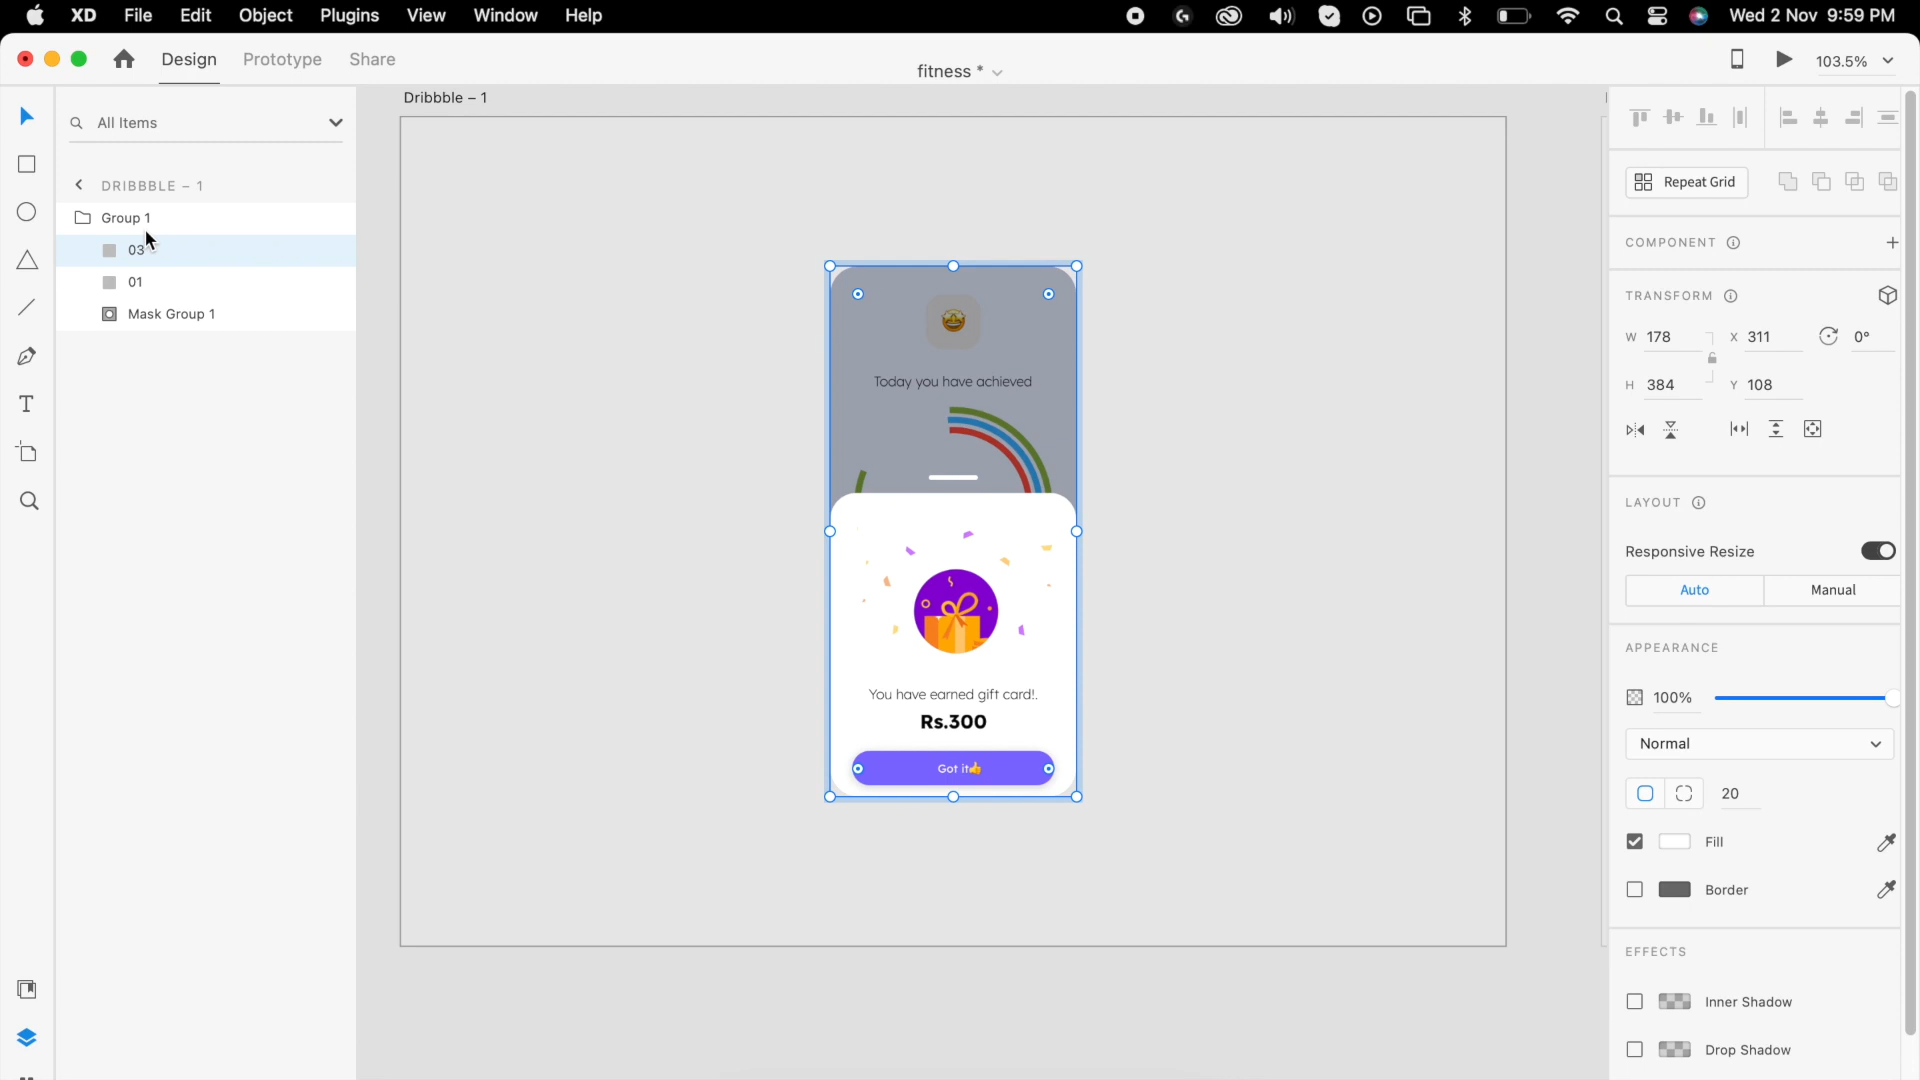 XD File Edit Object Plugins View Window Help Wed 2 Nov 9:59 PM
Design Prototype Share fitness * 103.5%
Dribbble – 1
All Items
DRIBBBLE – 1
Group 1
03
01
Mask Group 1
Today you have achieved
You have earned gift card!.
Rs.300
Got it👍
Repeat Grid
COMPONENT
TRANSFORM
W 178 X 311 0°
H 384 Y 108
LAYOUT
Responsive Resize
Auto Manual
APPEARANCE
100%
Normal
20
Fill
Border
EFFECTS
Inner Shadow
Drop Shadow